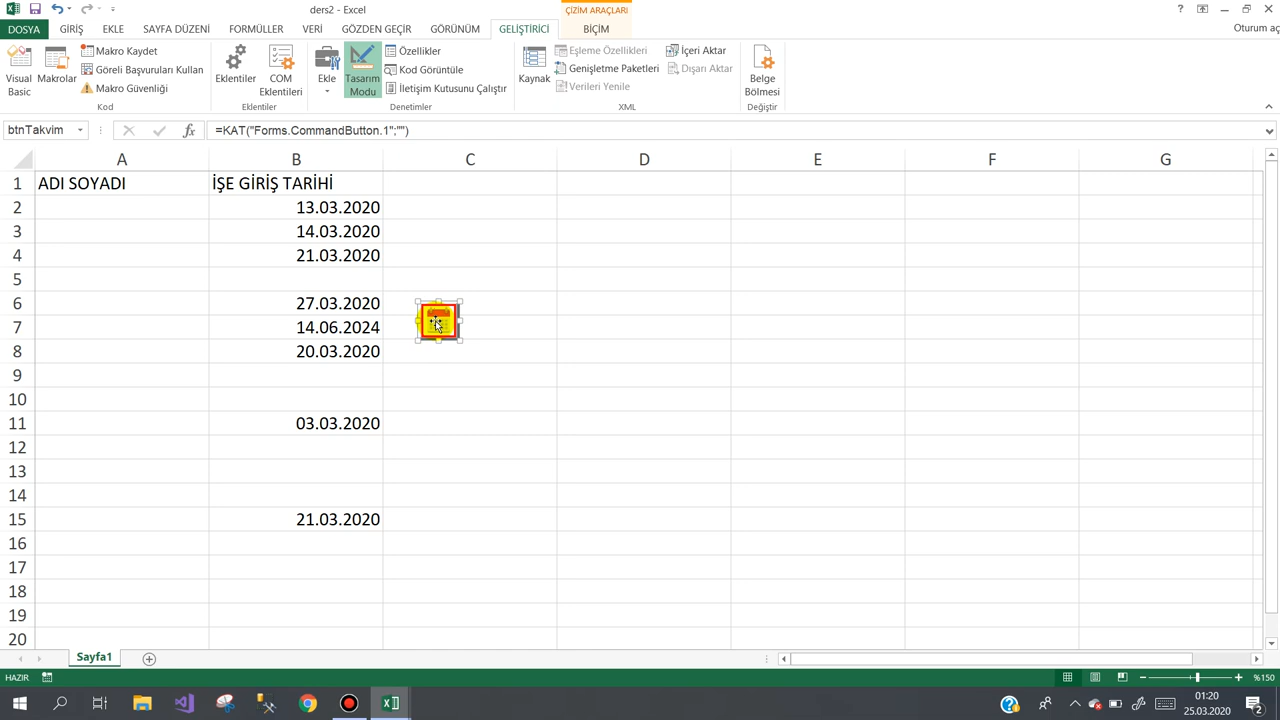 ders2 - Excel
ÇİZİM ARAÇLARI
DOSYA GİRİŞ EKLE SAYFA DÜZENİ FORMÜLLER VERİ GÖZDEN GEÇİR GÖRÜNÜM GELİŞTİRİCİ BİÇİM Oturum aç
Visual Basic
Makrolar
Makro Kaydet
Göreli Başvuruları Kullan
Makro Güvenliği
Kod
Eklentiler
COM Eklentileri
Eklentiler
Ekle
Tasarım Modu
Özellikler
Kod Görüntüle
İletişim Kutusunu Çalıştır
Denetimler
Kaynak
Eşleme Özellikleri
Genişletme Paketleri
Verileri Yenile
İçeri Aktar
Dışarı Aktar
XML
Belge Bölmesi
Değiştir
btnTakvim fx =KAT("Forms.CommandButton.1";"")
A B C D E F G
1 ADI SOYADI İŞE GİRİŞ TARİHİ
2 13.03.2020
3 14.03.2020
4 21.03.2020
5
6 27.03.2020
7 14.06.2024
8 20.03.2020
9
10
11 03.03.2020
12
13
14
15 21.03.2020
16
17
18
19
20
Sayfa1
HAZIR %150
01:20
25.03.2020
2